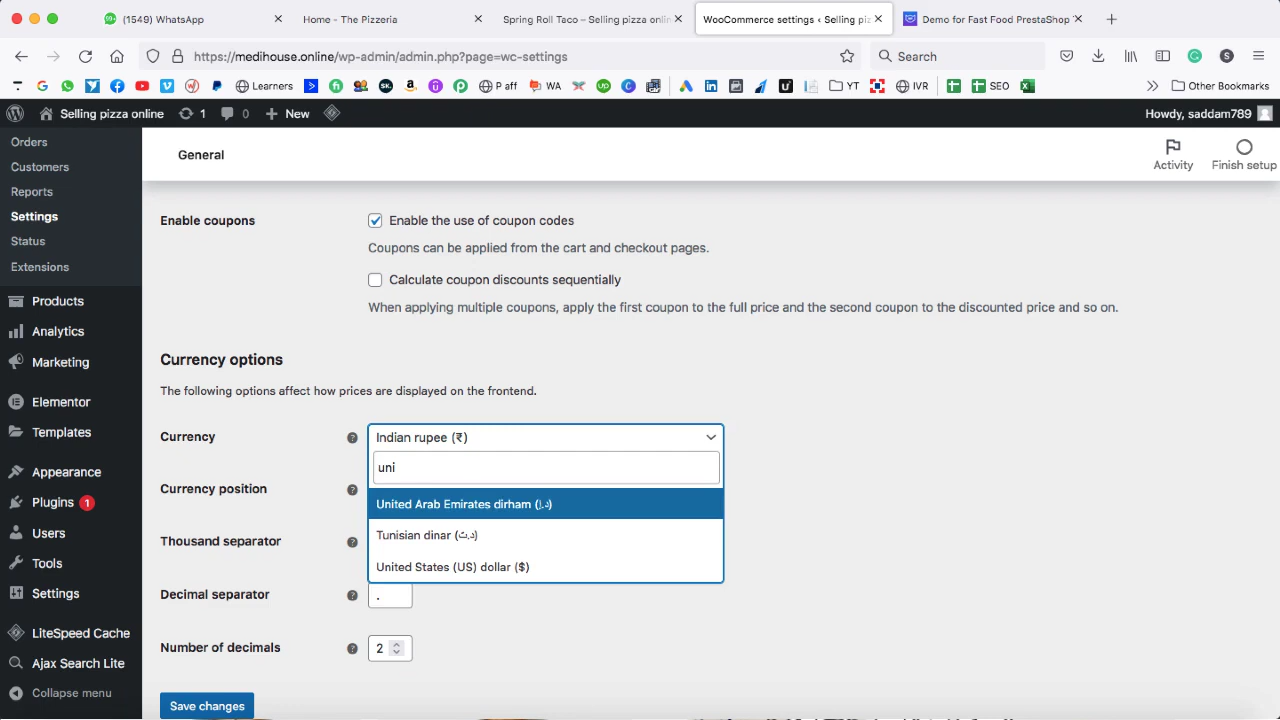 (1549) WhatsApp
Home - The Pizzeria
Spring Roll Taco – Selling pizza onlin
WooCommerce settings ‹ Selling piz
Demo for Fast Food PrestaShop
https://medihouse.online/wp-admin/admin.php?page=wc-settings
Search
Learners
P aff
WA
YT
IVR
SEO
Other Bookmarks
Selling pizza online
1
0
New
Howdy, saddam789
Orders
Customers
Reports
Settings
Status
Extensions
Products
Analytics
Marketing
Elementor
Templates
Appearance
Plugins 1
Users
Tools
Settings
LiteSpeed Cache
Ajax Search Lite
Collapse menu
General
Activity
Finish setup
Enable coupons
Enable the use of coupon codes
Coupons can be applied from the cart and checkout pages.
Calculate coupon discounts sequentially
When applying multiple coupons, apply the first coupon to the full price and the second coupon to the discounted price and so on.
Currency options
The following options affect how prices are displayed on the frontend.
Currency
Indian rupee (₹)
uni
United Arab Emirates dirham (د.إ)
Tunisian dinar (د.ت)
United States (US) dollar ($)
Currency position
Thousand separator
Decimal separator
.
Number of decimals
2
Save changes